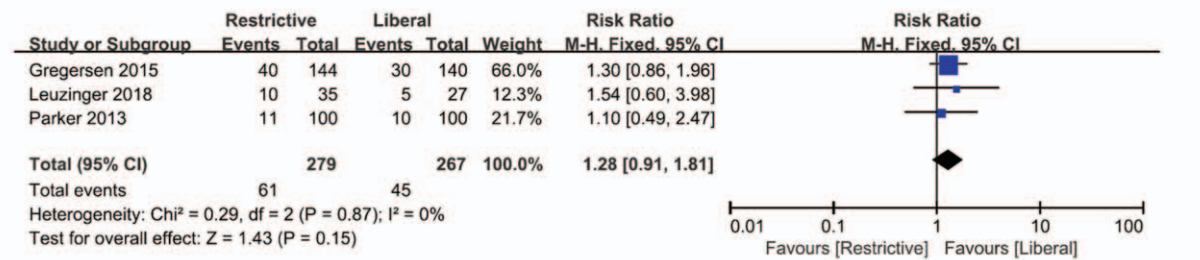 Restrictive Liberal Risk Ratio Risk Ratio
Study or Subgroup Events Total Events Total Weight M-H. Fixed. 95% CI M-H. Fixed. 95% CI
Gregersen 2015 40 144 30 140 66.0% 1.30 [0.86, 1.96]
Leuzinger 2018 10 35 5 27 12.3% 1.54 [0.60, 3.98]
Parker 2013 11 100 10 100 21.7% 1.10 [0.49, 2.47]
Total (95% CI) 279 267 100.0% 1.28 [0.91, 1.81]
Total events 61 45
Heterogeneity: Chi² = 0.29, df = 2 (P = 0.87); I² = 0%
Test for overall effect: Z = 1.43 (P = 0.15)
0.01 0.1 1 10 100
Favours [Restrictive] Favours [Liberal]